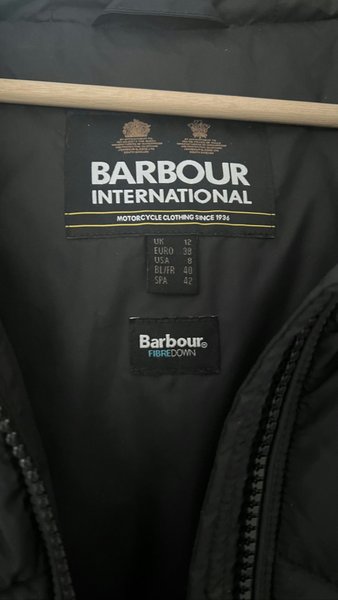 BARBOUR
INTERNATIONAL
MOTORCYCLE CLOTHING SINCE 1936
UK 12
EURO 38
USA 8
BL/FR 40
SPA 42
Barbour®
FIBREDOWN